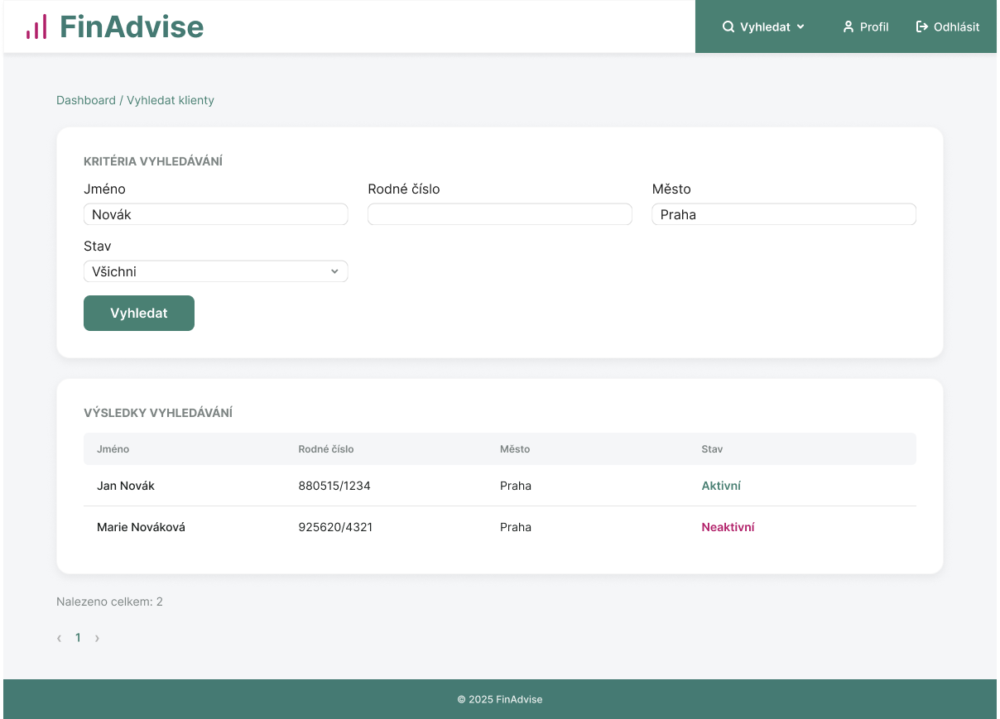 FinAdvise
Vyhledat Profil Odhlásit
Dashboard / Vyhledat klienty
KRITÉRIA VYHLEDÁVÁNÍ
Jméno Rodné číslo Město
Novák Praha
Stav
Všichni
Vyhledat
VÝSLEDKY VYHLEDÁVÁNÍ
Jméno Rodné číslo Město Stav
Jan Novák 880515/1234 Praha Aktivní
Marie Nováková 925620/4321 Praha Neaktivní
Nalezeno celkem: 2
‹ 1 ›
© 2025 FinAdvise